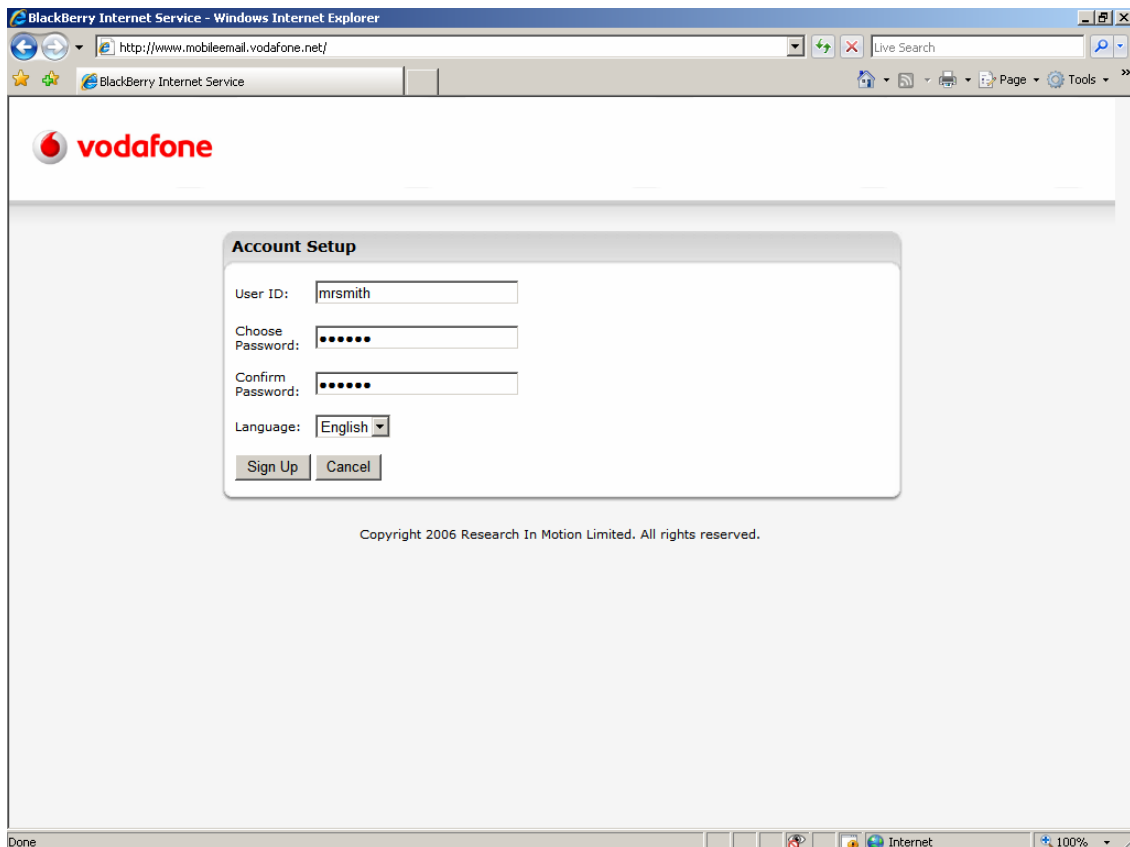 BlackBerry Internet Service - Windows Internet Explorer
http://www.mobileemail.vodafone.net/
Live Search
BlackBerry Internet Service
Page
Tools
»
vodafone
Account Setup
User ID:
mrsmith
Choose
Password:
••••••
Confirm
Password:
••••••
Language:
English
Sign Up
Cancel
Copyright 2006 Research In Motion Limited. All rights reserved.
Done
Internet
100%